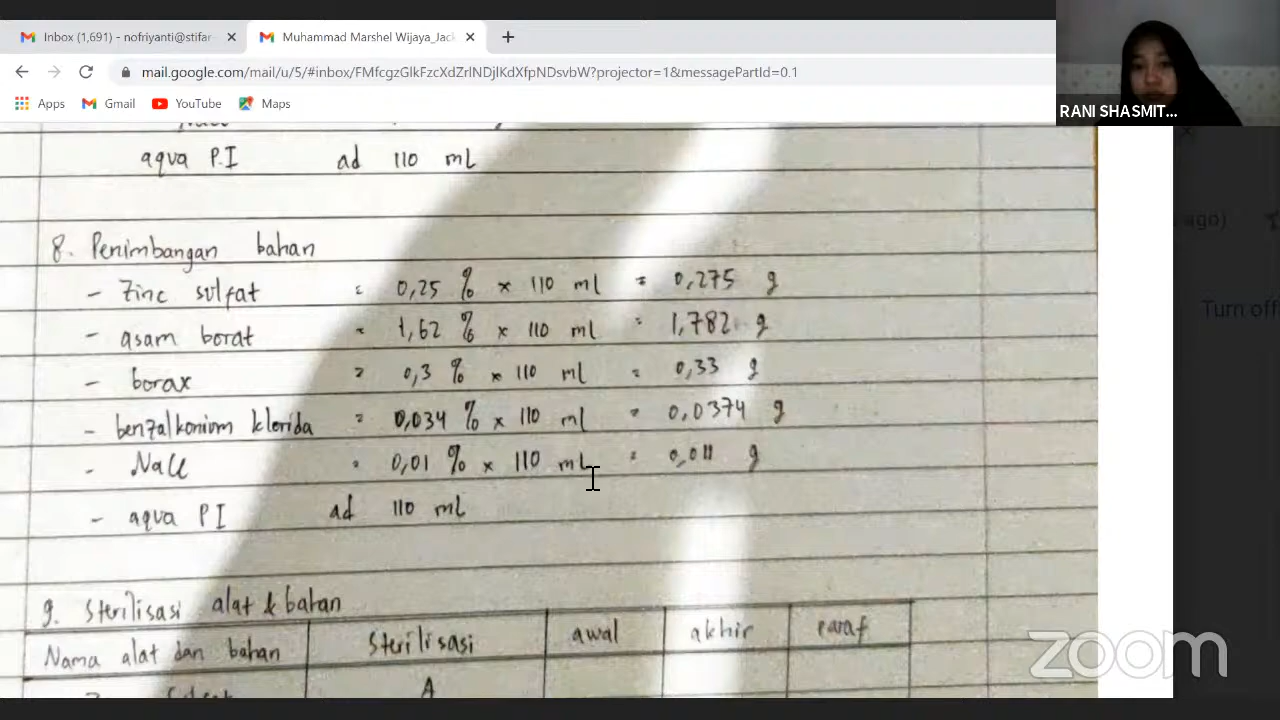 Inbox (1,691) - nofriyanti@stifar
Muhammad Marshel Wijaya_Jack
mail.google.com/mail/u/5/#inbox/FMfcgzGlkFzcXdZrlNDjlKdXfpNDsvbW?projector=1&messagePartId=0.1
Apps Gmail YouTube Maps
RANI SHASMIT...
aqua P.I ad 110 ml
ago)
8. Penimbangan bahan
- Zinc sulfat = 0,25 % x 110 ml = 0,275 g
Turn off
- asam borat = 1,62 % x 110 ml = 1,782 g
- borax = 0,3 % x 110 ml = 0,33 g
- benzalkonium klorida = 0,034 % x 110 ml = 0,0374 g
- NaCl = 0,01 % x 110 ml = 0,011 g
- aqua PI ad 110 ml
9. Sterilisasi alat & bahan
Nama alat dan bahan Sterilisasi awal akhir paraf
A
zoom